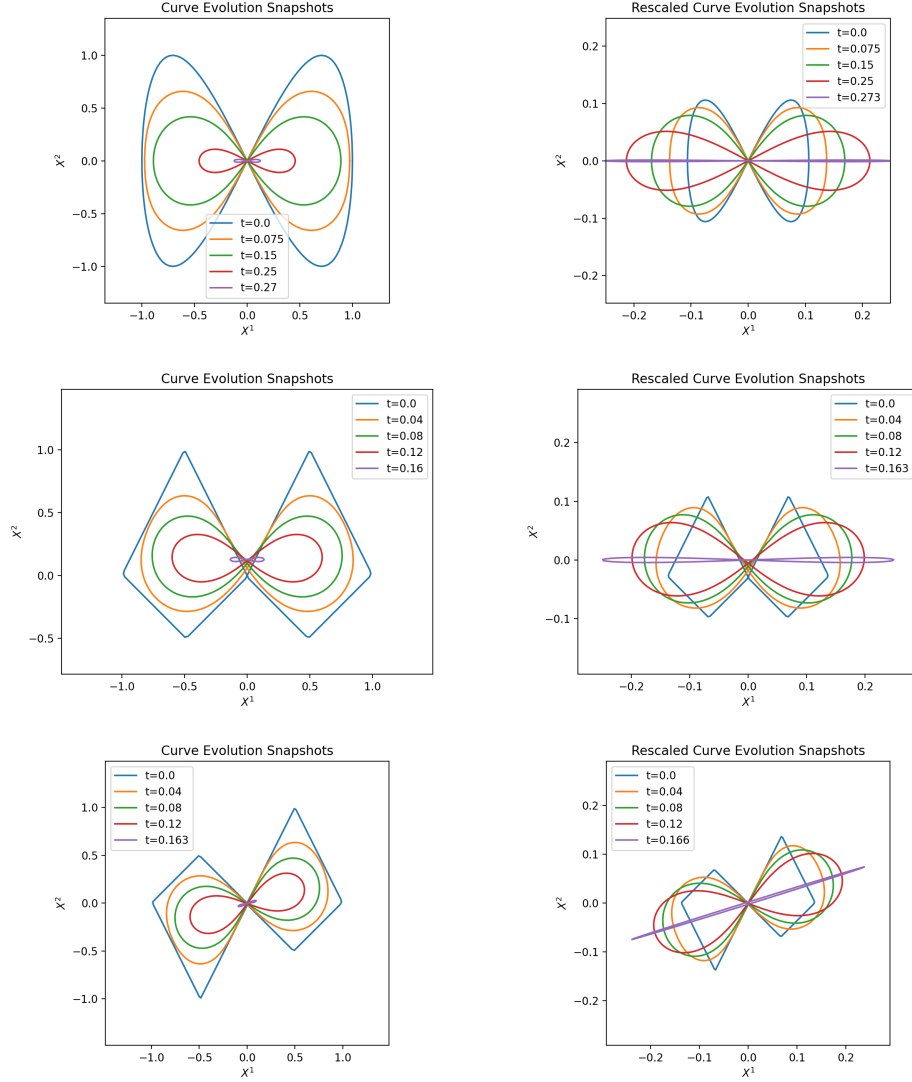 Curve Evolution Snapshots
X²
1.0
0.5
0.0
−0.5
−1.0
t=0.0
t=0.075
t=0.15
t=0.25
t=0.27
−1.0 −0.5 0.0 0.5 1.0
X¹
Rescaled Curve Evolution Snapshots
X²
0.2
0.1
0.0
−0.1
−0.2
t=0.0
t=0.075
t=0.15
t=0.25
t=0.273
−0.2 −0.1 0.0 0.1 0.2
X¹
Curve Evolution Snapshots
X²
1.0
0.5
0.0
−0.5
t=0.0
t=0.04
t=0.08
t=0.12
t=0.16
−1.0 −0.5 0.0 0.5 1.0
X¹
Rescaled Curve Evolution Snapshots
X²
0.2
0.1
0.0
−0.1
t=0.0
t=0.04
t=0.08
t=0.12
t=0.163
−0.2 −0.1 0.0 0.1 0.2
X¹
Curve Evolution Snapshots
X²
1.0
0.5
0.0
−0.5
−1.0
t=0.0
t=0.04
t=0.08
t=0.12
t=0.163
−1.0 −0.5 0.0 0.5 1.0
X¹
Rescaled Curve Evolution Snapshots
X²
0.2
0.1
0.0
−0.1
−0.2
t=0.0
t=0.04
t=0.08
t=0.12
t=0.166
−0.2 −0.1 0.0 0.1 0.2
X¹